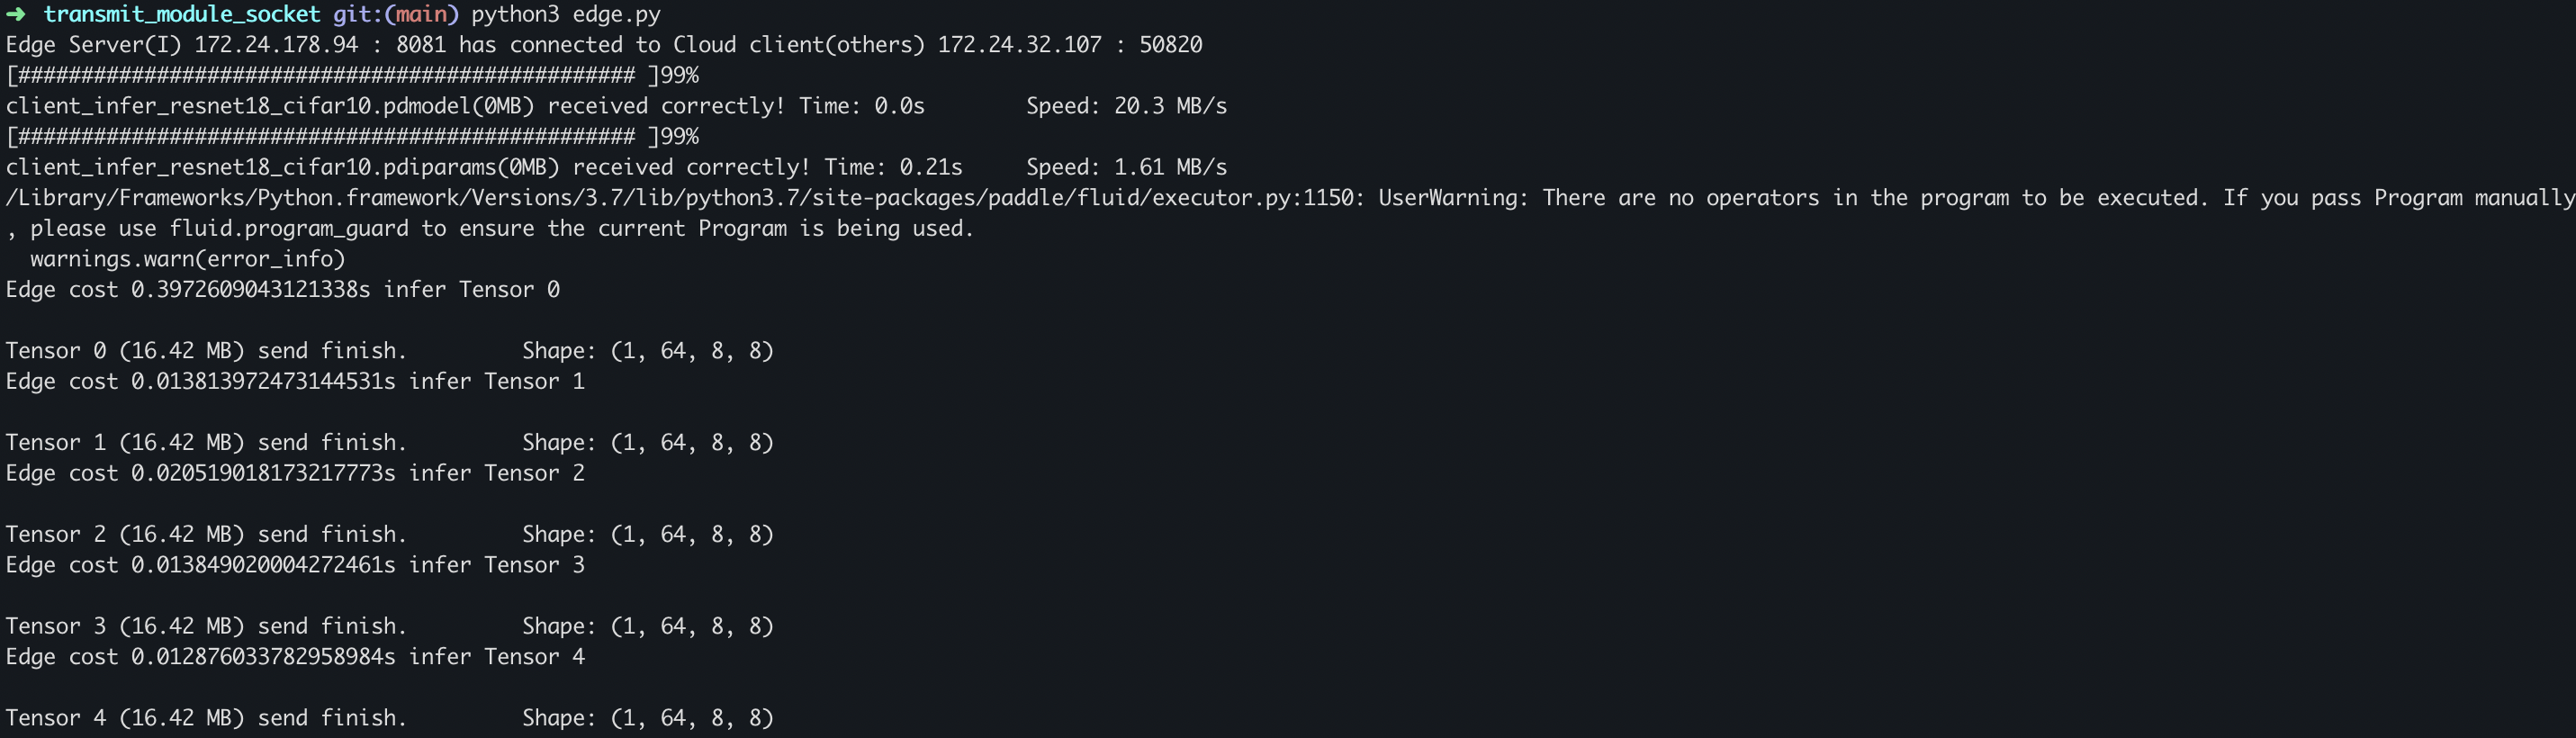 ➜ transmit_module_socket git:(main) python3 edge.py
Edge Server(I) 172.24.178.94 : 8081 has connected to Cloud client(others) 172.24.32.107 : 50820
[################################################# ]99%
client_infer_resnet18_cifar10.pdmodel(0MB) received correctly! Time: 0.0s Speed: 20.3 MB/s
[################################################# ]99%
client_infer_resnet18_cifar10.pdiparams(0MB) received correctly! Time: 0.21s Speed: 1.61 MB/s
/Library/Frameworks/Python.framework/Versions/3.7/lib/python3.7/site-packages/paddle/fluid/executor.py:1150: UserWarning: There are no operators in the program to be executed. If you pass Program manually
, please use fluid.program_guard to ensure the current Program is being used.
warnings.warn(error_info)
Edge cost 0.3972609043121338s infer Tensor 0
Tensor 0 (16.42 MB) send finish. Shape: (1, 64, 8, 8)
Edge cost 0.013813972473144531s infer Tensor 1
Tensor 1 (16.42 MB) send finish. Shape: (1, 64, 8, 8)
Edge cost 0.020519018173217773s infer Tensor 2
Tensor 2 (16.42 MB) send finish. Shape: (1, 64, 8, 8)
Edge cost 0.013849020004272461s infer Tensor 3
Tensor 3 (16.42 MB) send finish. Shape: (1, 64, 8, 8)
Edge cost 0.012876033782958984s infer Tensor 4
Tensor 4 (16.42 MB) send finish. Shape: (1, 64, 8, 8)